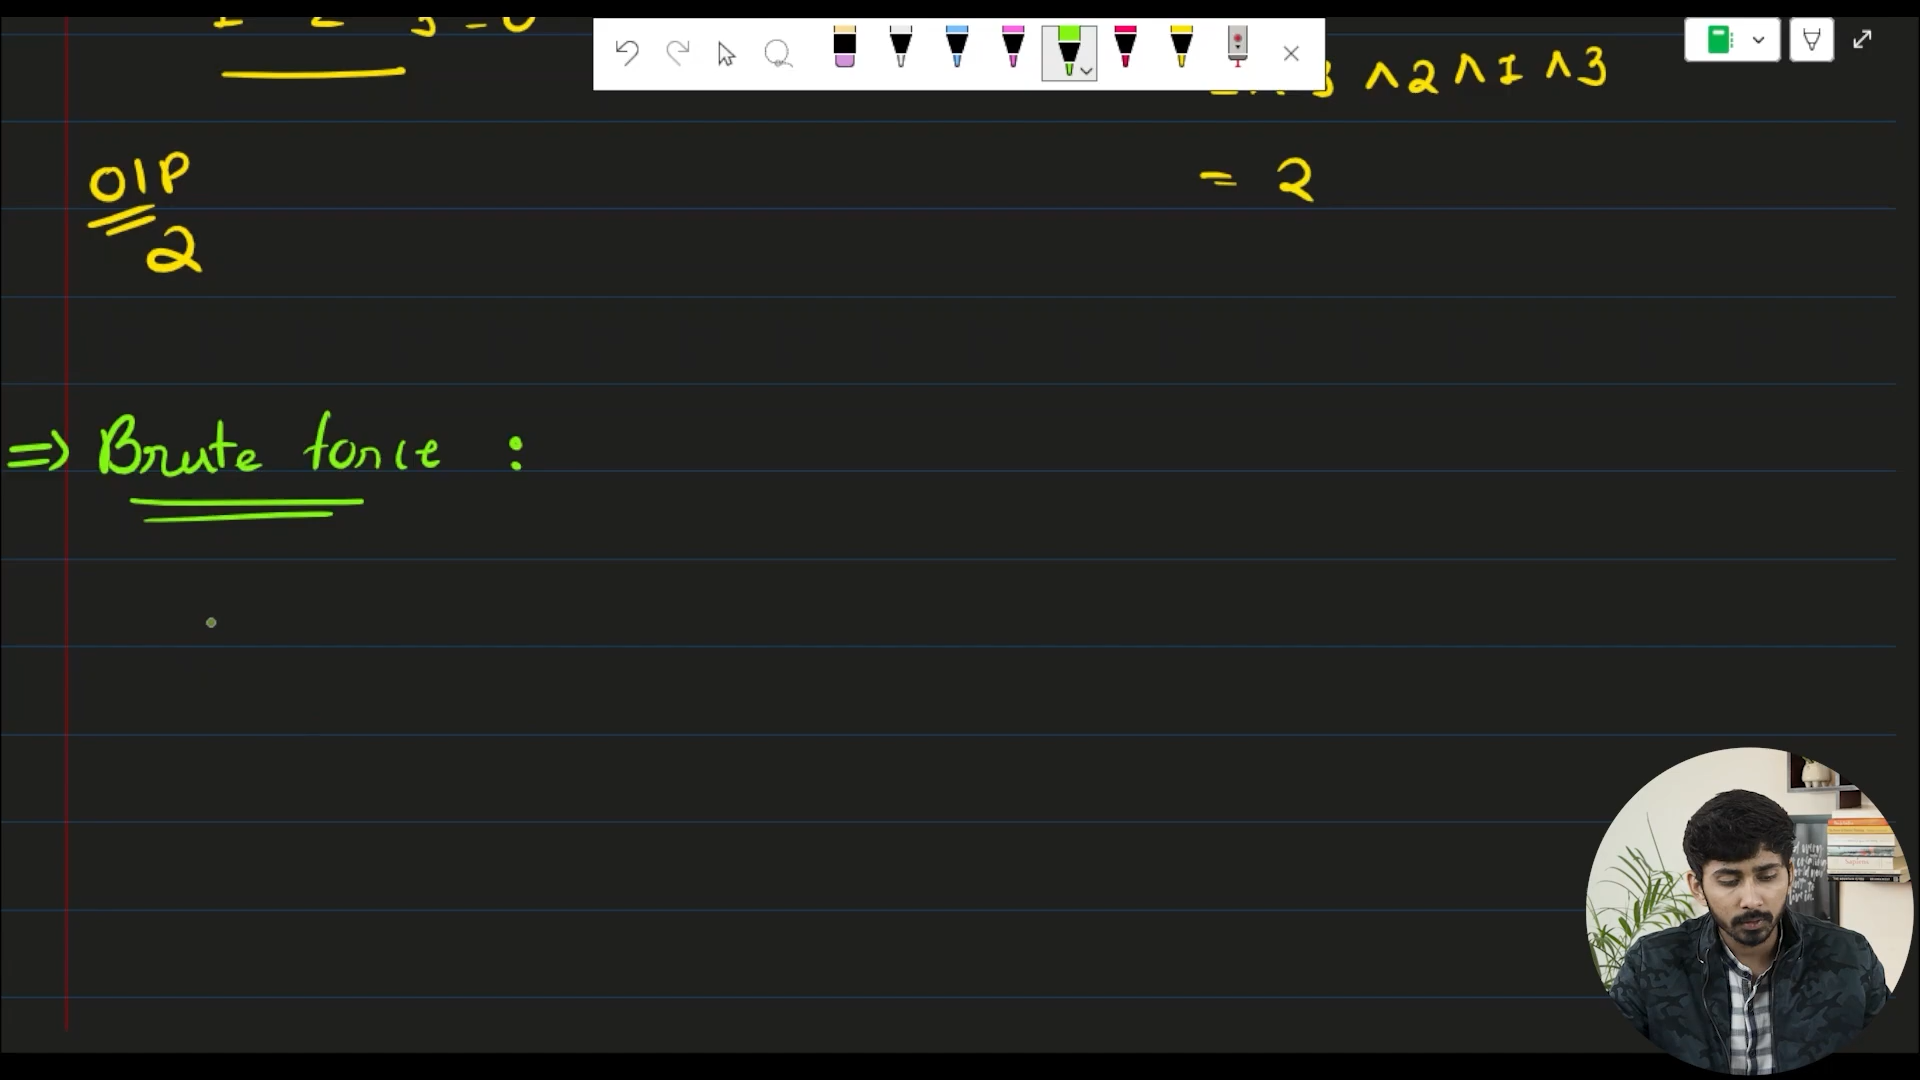 ^ 2 ^ 1 ^ 3
O/P
= 2
2
=> Brute force :